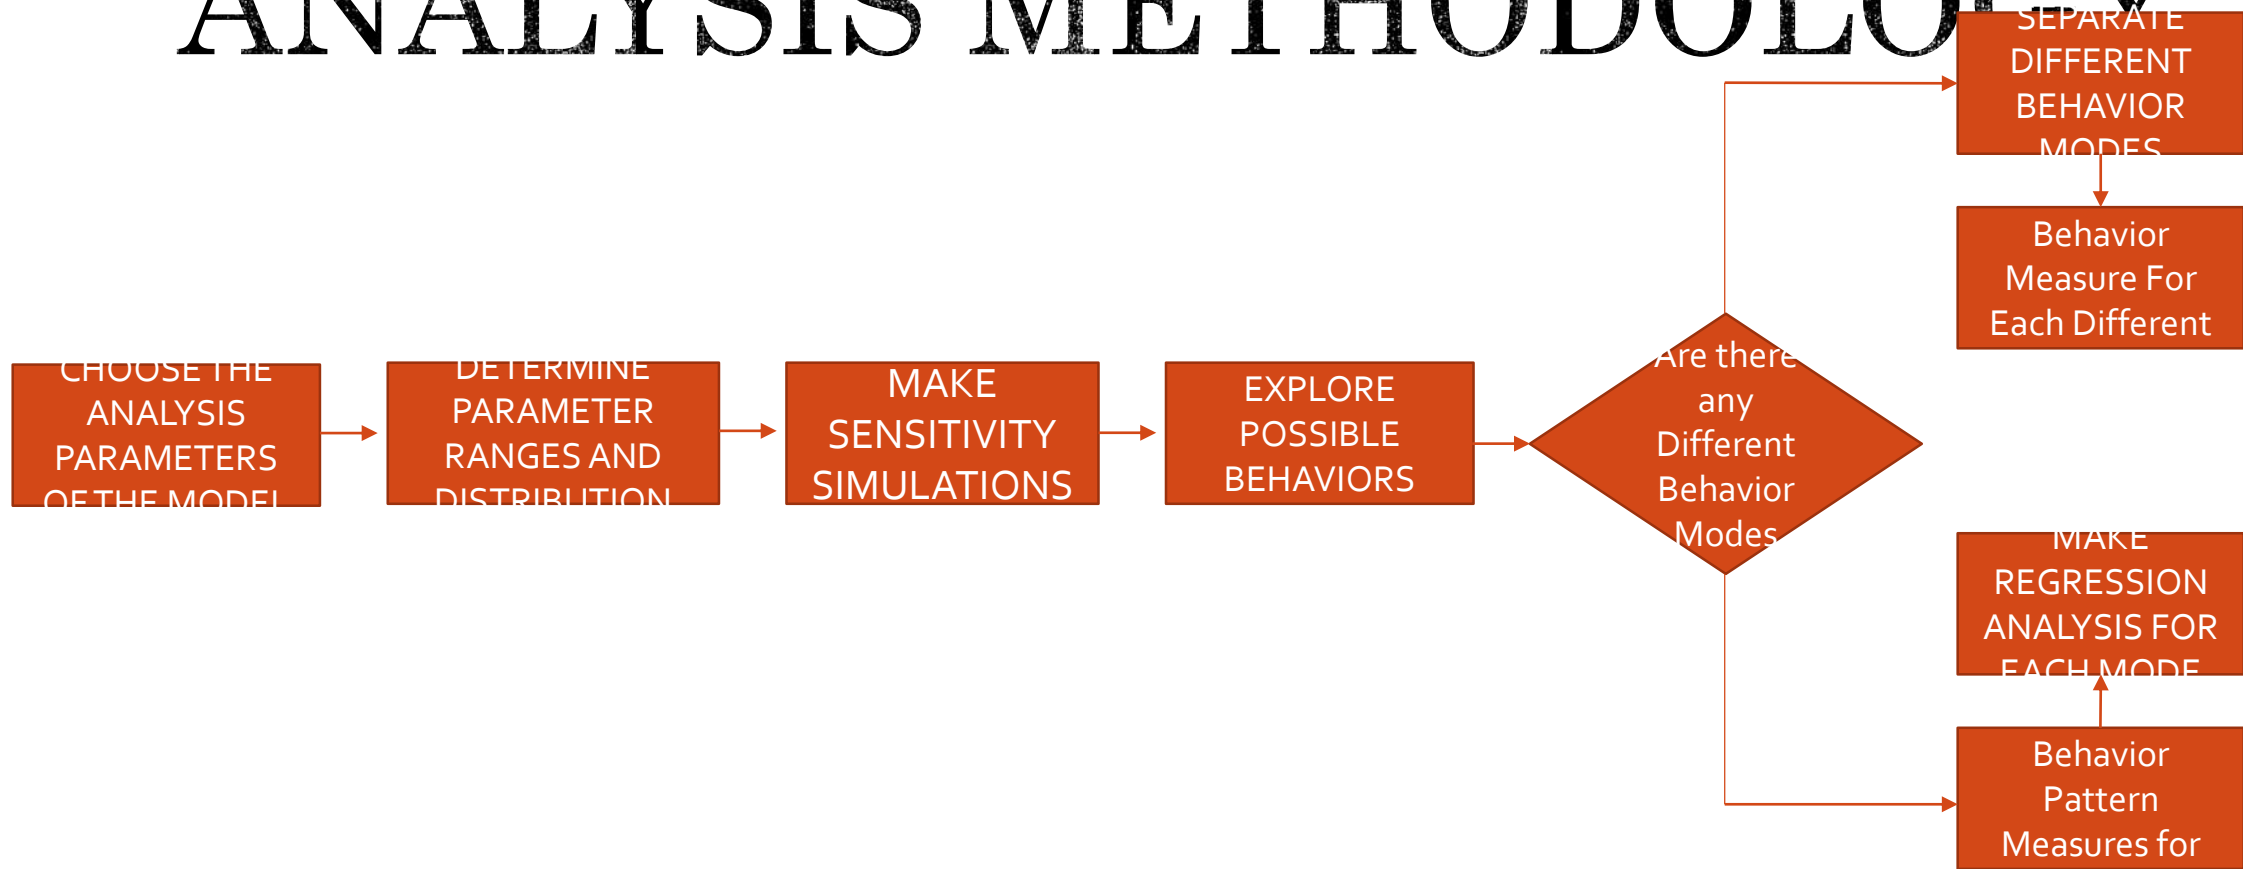 ANALYSIS METHODOLOGY
CHOOSE THE
ANALYSIS
PARAMETERS
OF THE MODEL
DETERMINE
PARAMETER
RANGES AND
DISTRIBUTION
MAKE
SENSITIVITY
SIMULATIONS
EXPLORE
POSSIBLE
BEHAVIORS
Are there
any
Different
Behavior
Modes
SEPARATE
DIFFERENT
BEHAVIOR
MODES
Behavior
Measure For
Each Different
MAKE
REGRESSION
ANALYSIS FOR
EACH MODE
Behavior
Pattern
Measures for